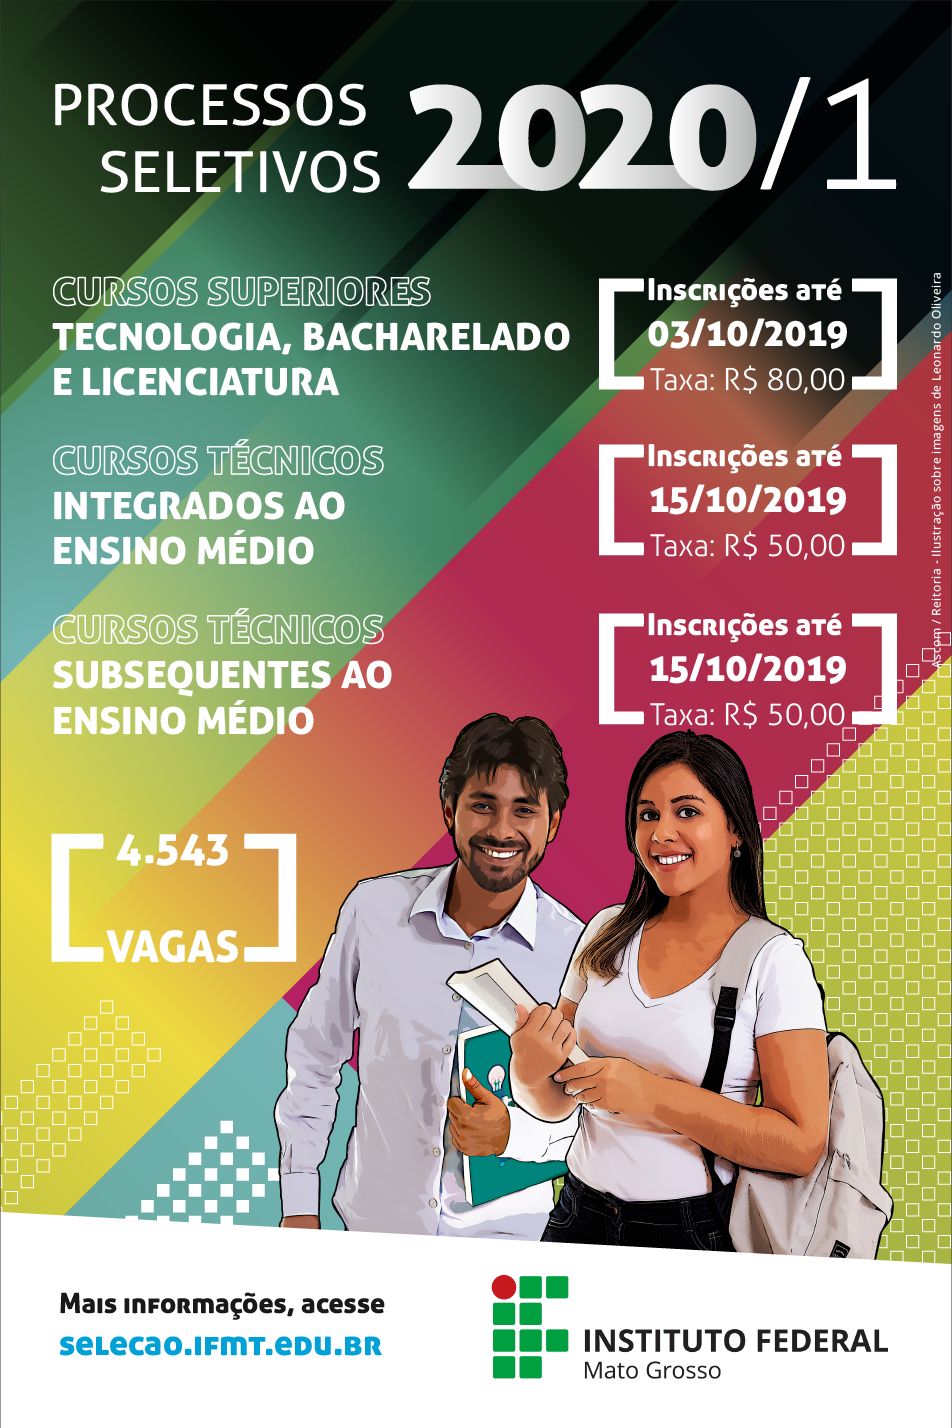 PROCESSOS
SELETIVOS
2020/1
CURSOS SUPERIORES
TECNOLOGIA, BACHARELADO
E LICENCIATURA
Inscrições até
03/10/2019
Taxa: R$ 80,00
CURSOS TÉCNICOS
INTEGRADOS AO
ENSINO MÉDIO
Inscrições até
15/10/2019
Taxa: R$ 50,00
CURSOS TÉCNICOS
SUBSEQUENTES AO
ENSINO MÉDIO
Inscrições até
15/10/2019
Taxa: R$ 50,00
4.543
VAGAS
Ascom / Reitoria - Ilustração sobre imagens de Leonardo Oliveira
Mais informações, acesse
selecao.ifmt.edu.br
INSTITUTO FEDERAL
Mato Grosso